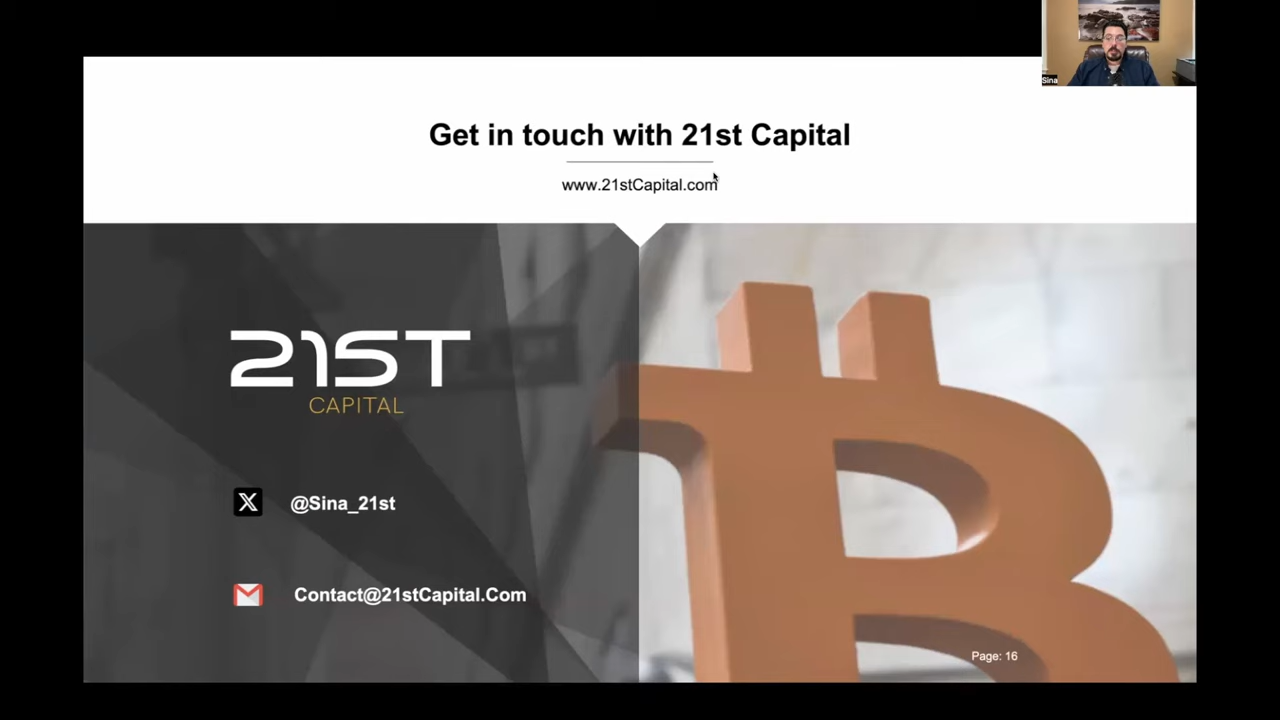 Sina
Get in touch with 21st Capital
www.21stCapital.com
21ST
CAPITAL
@Sina_21st
Contact@21stCapital.Com
Page: 16